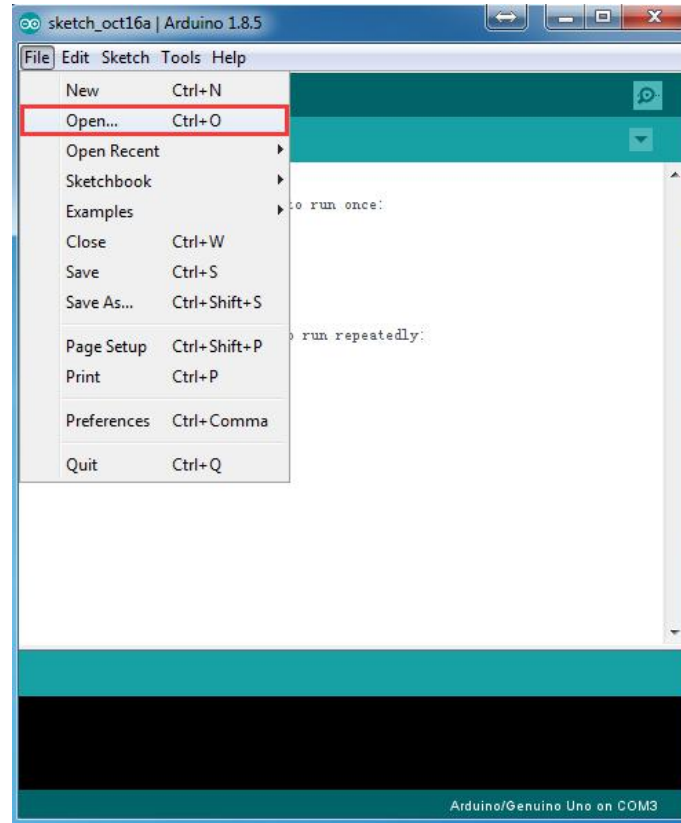 sketch_oct16a | Arduino 1.8.5
File Edit Sketch Tools Help
New Ctrl+N
Open... Ctrl+O
Open Recent
Sketchbook
Examples
Close Ctrl+W
Save Ctrl+S
Save As... Ctrl+Shift+S
Page Setup Ctrl+Shift+P
Print Ctrl+P
Preferences Ctrl+Comma
Quit Ctrl+Q
to run once:
run repeatedly:
Arduino/Genuino Uno on COM3